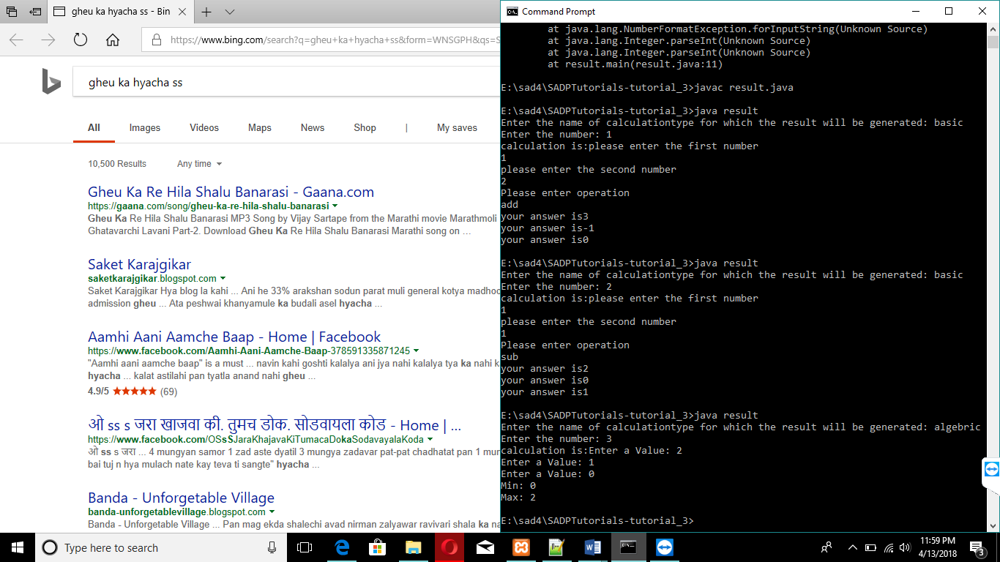 gheu ka hyacha ss - Bin
https://www.bing.com/search?q=gheu+ka+hyacha+ss&form=WNSGPH&qs=S
gheu ka hyacha ss
All Images Videos Maps News Shop | My saves
10,500 Results Any time
Gheu Ka Re Hila Shalu Banarasi - Gaana.com
https://gaana.com/song/gheu-ka-re-hila-shalu-banarasi
Gheu Ka Re Hila Shalu Banarasi MP3 Song by Vijay Sartape from the Marathi movie Marathmoli
Ghatavarchi Lavani Part-2. Download Gheu Ka Re Hila Shalu Banarasi Marathi song on ...
Saket Karajgikar
saketkarajgikar.blogspot.com
Saket Karajgikar Hya blog la kahi ... Ani he 33% arakshan sodun parat muli general kotya madhoo
admission gheu ... Ata peshwai khanyamule ka budali asel hyacha ...
Aamhi Aani Aamche Baap - Home | Facebook
https://www.facebook.com/Aamhi-Aani-Aamche-Baap-378591335871245
"Aamhi aani aamche baap" is a must ... navin kahi goshti kalalya ani jya nahi kalalya tya ka nahi k
hyacha ... kalat astilahi pan tyatla anand nahi gheu ...
4.9/5 ★★★★★ (69)
ओ ss s जरा खाजवा की. तुमच डोक. सोडवायला कोड - Home | ...
https://www.facebook.com/OSsSJaraKhajavaKiTumacaDokaSodavayalaKoda
ओ ss s जरा ... 4 mungyan samor 1 zad aste dyatil 3 mungya zadavar pat-pat chadhatat pan 1 mun
bai tuj n hya mulach nate kay teva ti sangte" hyacha ...
Banda - Unforgetable Village
banda-unforgetablevillage.blogspot.com
Banda - Unforgetable Village ... Pan mag ekda shalechi avad nirman zalyawar ravivari shala ka na
Command Prompt
at java.lang.NumberFormatException.forInputString(Unknown Source)
at java.lang.Integer.parseInt(Unknown Source)
at java.lang.Integer.parseInt(Unknown Source)
at result.main(result.java:11)
E:\sad4\SADPTutorials-tutorial_3>javac result.java
E:\sad4\SADPTutorials-tutorial_3>java result
Enter the name of calculationtype for which the result will be generated: basic
Enter the number: 1
calculation is:please enter the first number
1
please enter the second number
2
Please enter operation
add
your answer is3
your answer is-1
your answer is0
E:\sad4\SADPTutorials-tutorial_3>java result
Enter the name of calculationtype for which the result will be generated: basic
Enter the number: 2
calculation is:please enter the first number
1
please enter the second number
1
Please enter operation
sub
your answer is2
your answer is0
your answer is1
E:\sad4\SADPTutorials-tutorial_3>java result
Enter the name of calculationtype for which the result will be generated: algebric
Enter the number: 3
calculation is:Enter a Value: 2
Enter a Value: 1
Enter a Value: 0
Min: 0
Max: 2
E:\sad4\SADPTutorials-tutorial_3>
Type here to search
11:59 PM
4/13/2018
3